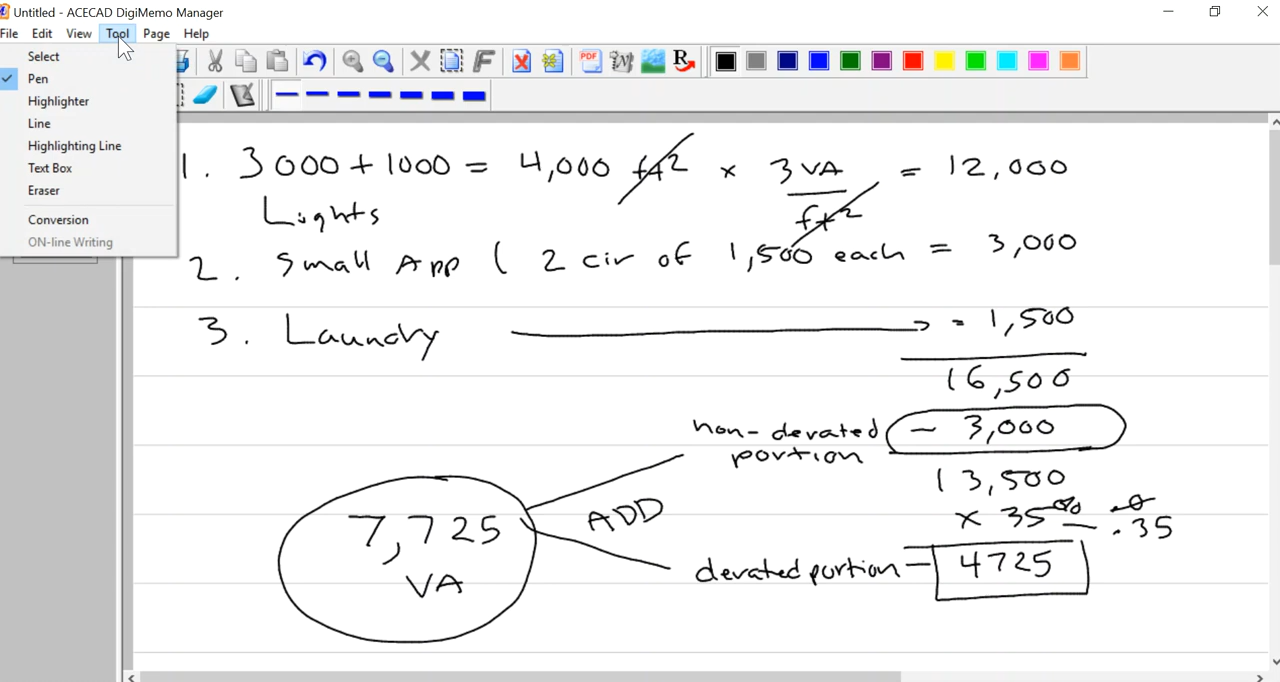 Untitled - ACECAD DigiMemo Manager
File Edit View Tool Page Help
Select
Pen
Highlighter
Line
Highlighting Line
Text Box
Eraser
Conversion
ON-line Writing
PDF
1. 3000 + 1000 = 4,000 ft² x 3 VA / ft² = 12,000
Lights
2. Small App ( 2 cir of 1,500 each = 3,000
3. Laundry = 1,500
16,500
non-derated portion - 3,000
13,500
x 35% .35
derated portion 4725
ADD
7,725
VA